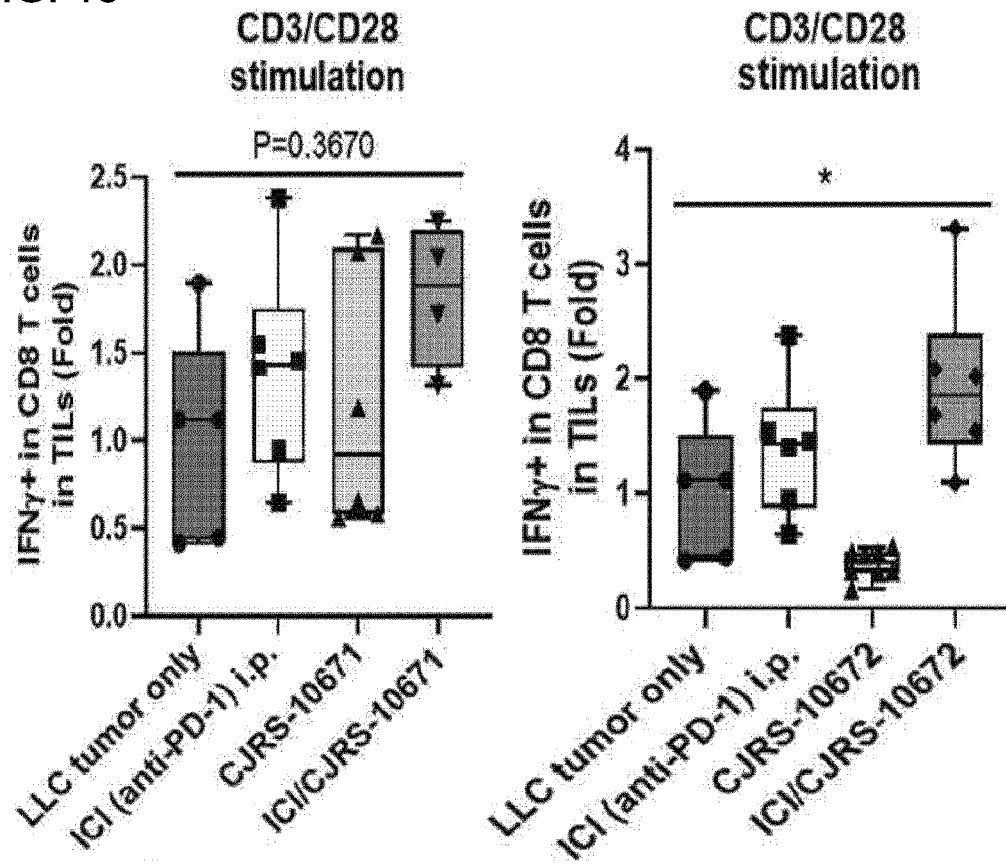 CD3/CD28
stimulation
P=0.3670
IFNγ+ in CD8 T cells
in TILs (Fold)
2.5
2.0
1.5
1.0
0.5
0.0
LLC tumor only
ICI (anti-PD-1) i.p.
CJRS-10671
ICI/CJRS-10671
CD3/CD28
stimulation
*
IFNγ+ in CD8 T cells
in TILs (Fold)
4
3
2
1
0
LLC tumor only
ICI (anti-PD-1) i.p.
CJRS-10672
ICI/CJRS-10672